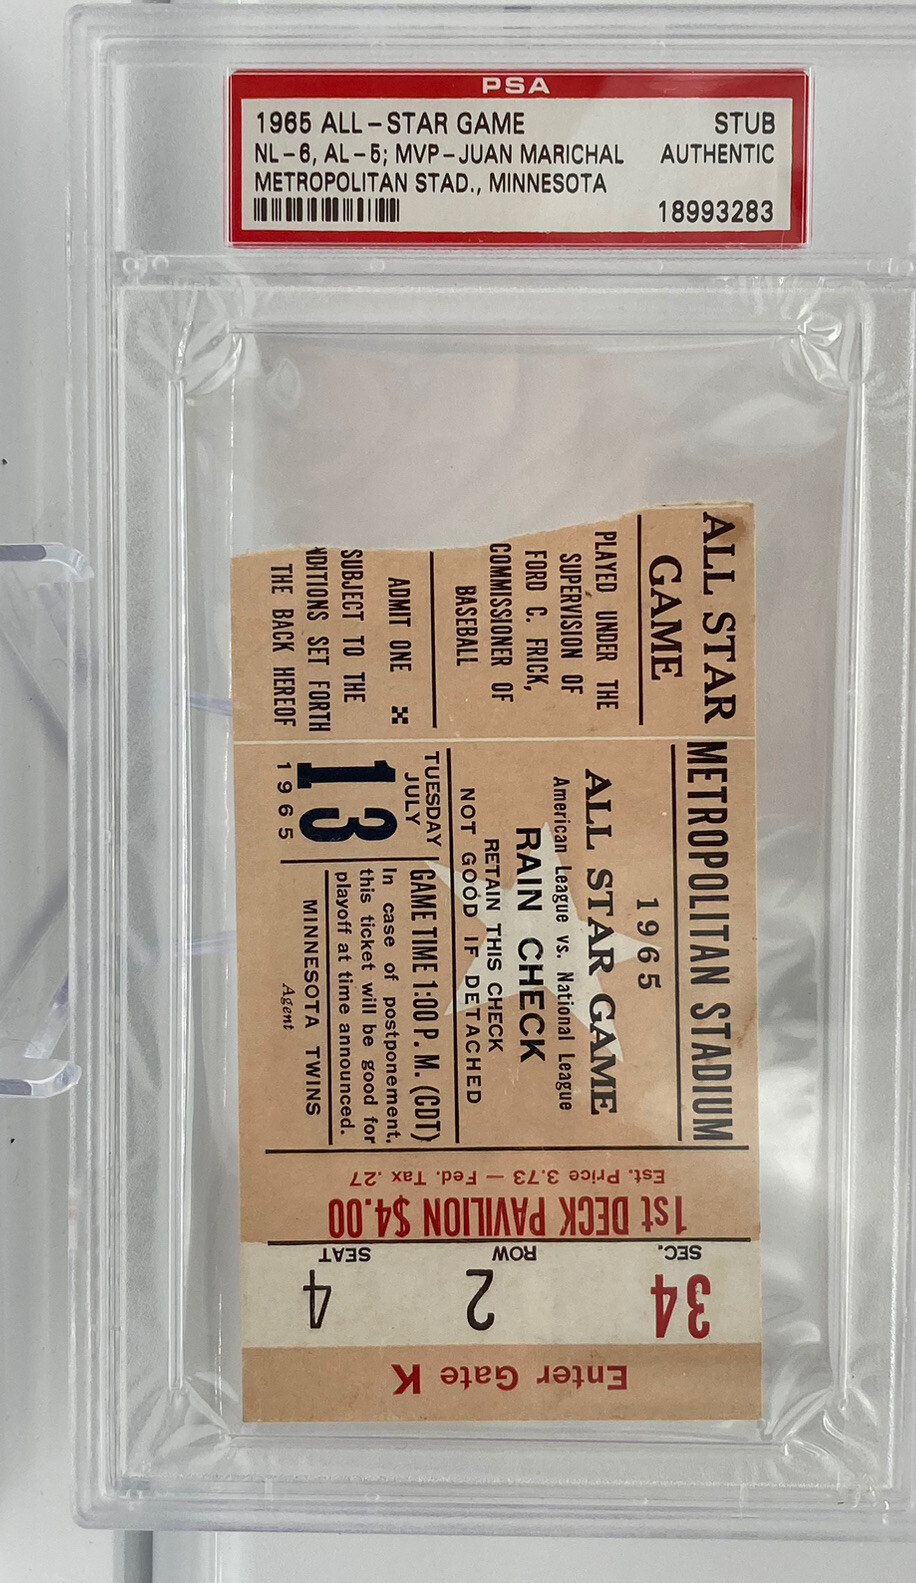 PSA
1965 ALL-STAR GAME STUB
NL-6, AL-5; MVP-JUAN MARICHAL AUTHENTIC
METROPOLITAN STAD., MINNESOTA
18993283
ALL STAR
GAME
PLAYED UNDER THE
SUPERVISION OF
FORD C. FRICK,
COMMISSIONER OF
BASEBALL
ADMIT ONE
SUBJECT TO THE
NDITIONS SET FORTH
THE BACK HEREOF
METROPOLITAN STADIUM
1965
ALL STAR GAME
American League vs. National League
RAIN CHECK
RETAIN THIS CHECK
NOT GOOD IF DETACHED
TUESDAY
JULY
13
1965
GAME TIME 1:00 P. M. (CDT)
In case of postponement,
this ticket will be good for
playoff at time announced.
MINNESOTA TWINS
Agent
Est. Price 3.73 — Fed. Tax .27
1st DECK PAVILION $4.00
SEC. ROW SEAT
34 2 4
Enter Gate K